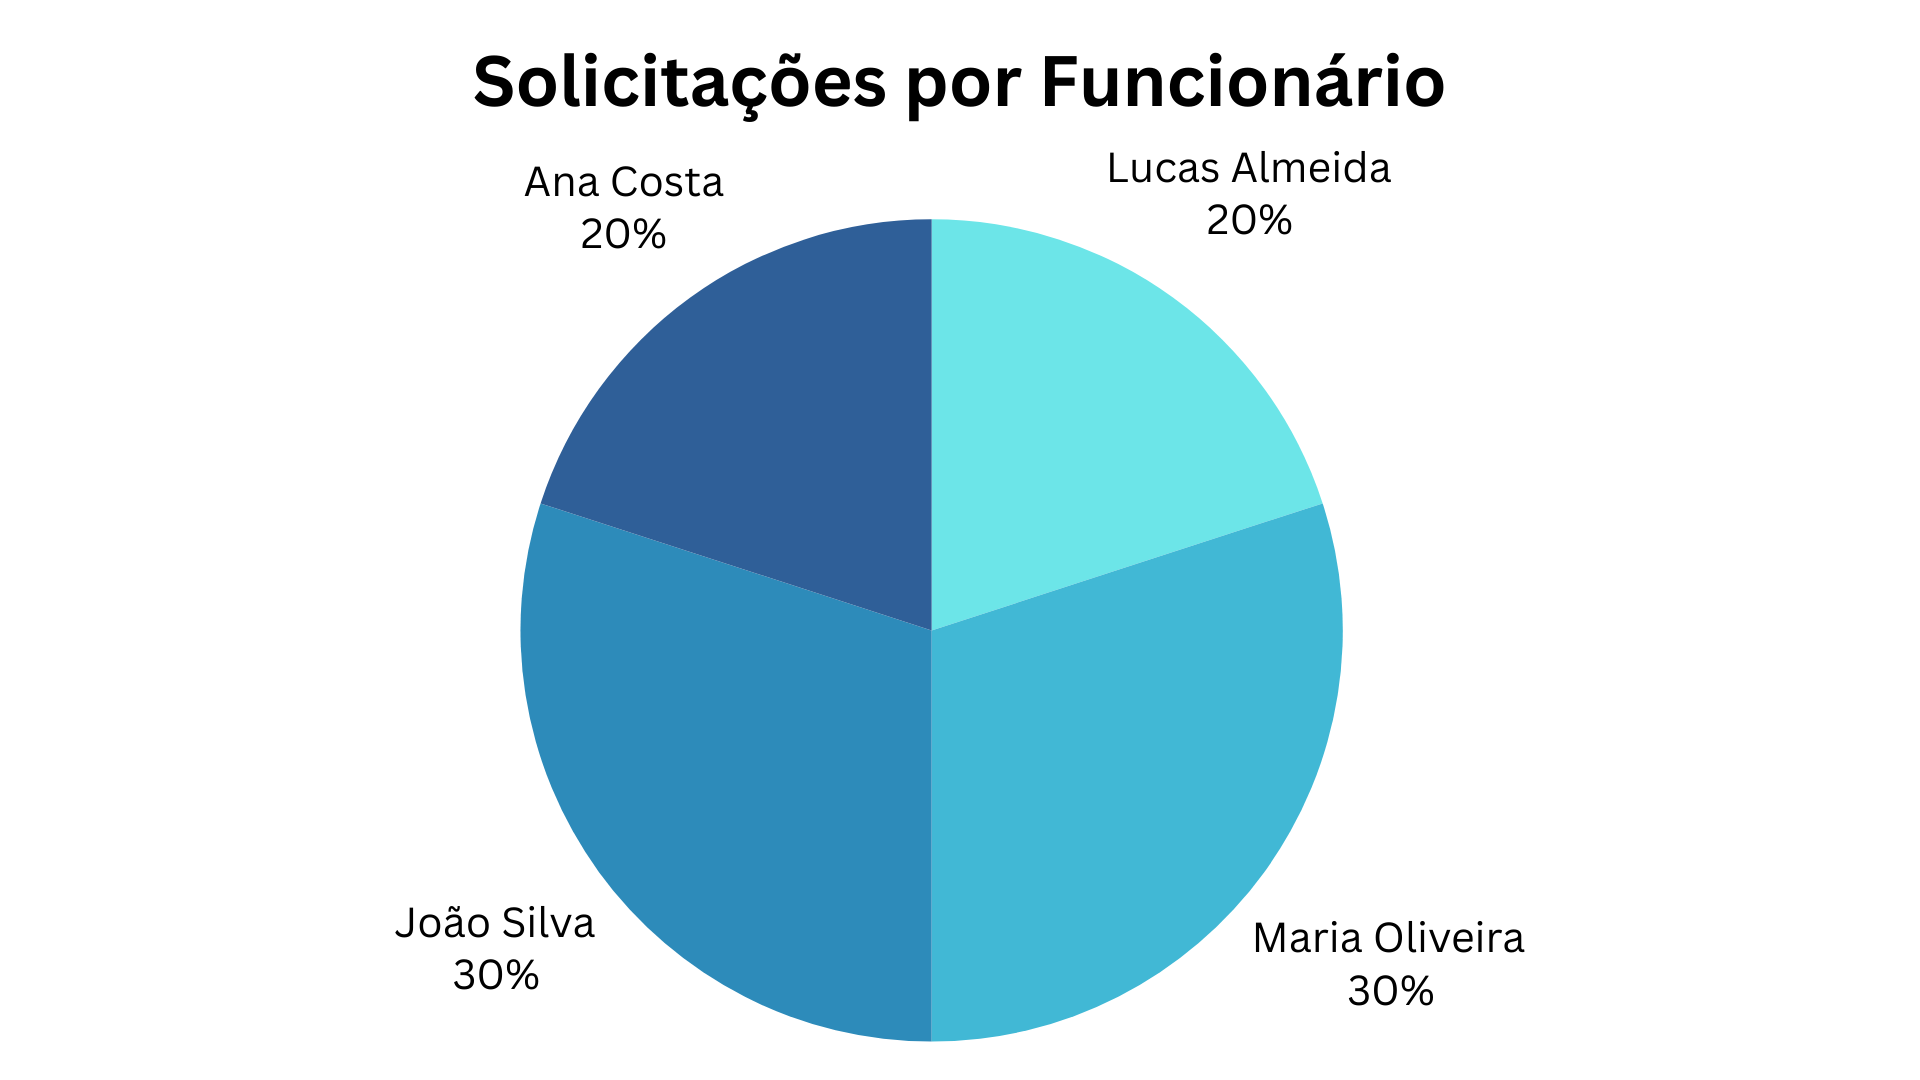 Solicitações por Funcionário
Ana Costa
20%
Lucas Almeida
20%
João Silva
30%
Maria Oliveira
30%